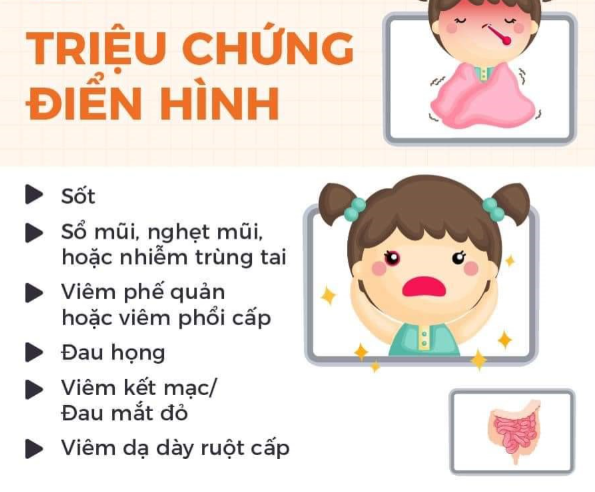 TRIỆU CHỨNG
ĐIỂN HÌNH
Sốt
Sổ mũi, nghẹt mũi,
hoặc nhiễm trùng tai
Viêm phế quản
hoặc viêm phổi cấp
Đau họng
Viêm kết mạc/
Đau mắt đỏ
Viêm dạ dày ruột cấp